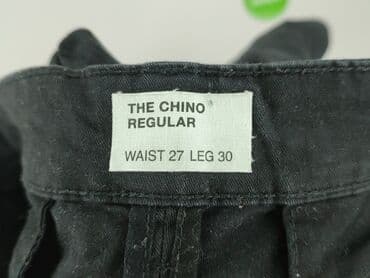 THE CHINO
REGULAR
WAIST 27 LEG 30